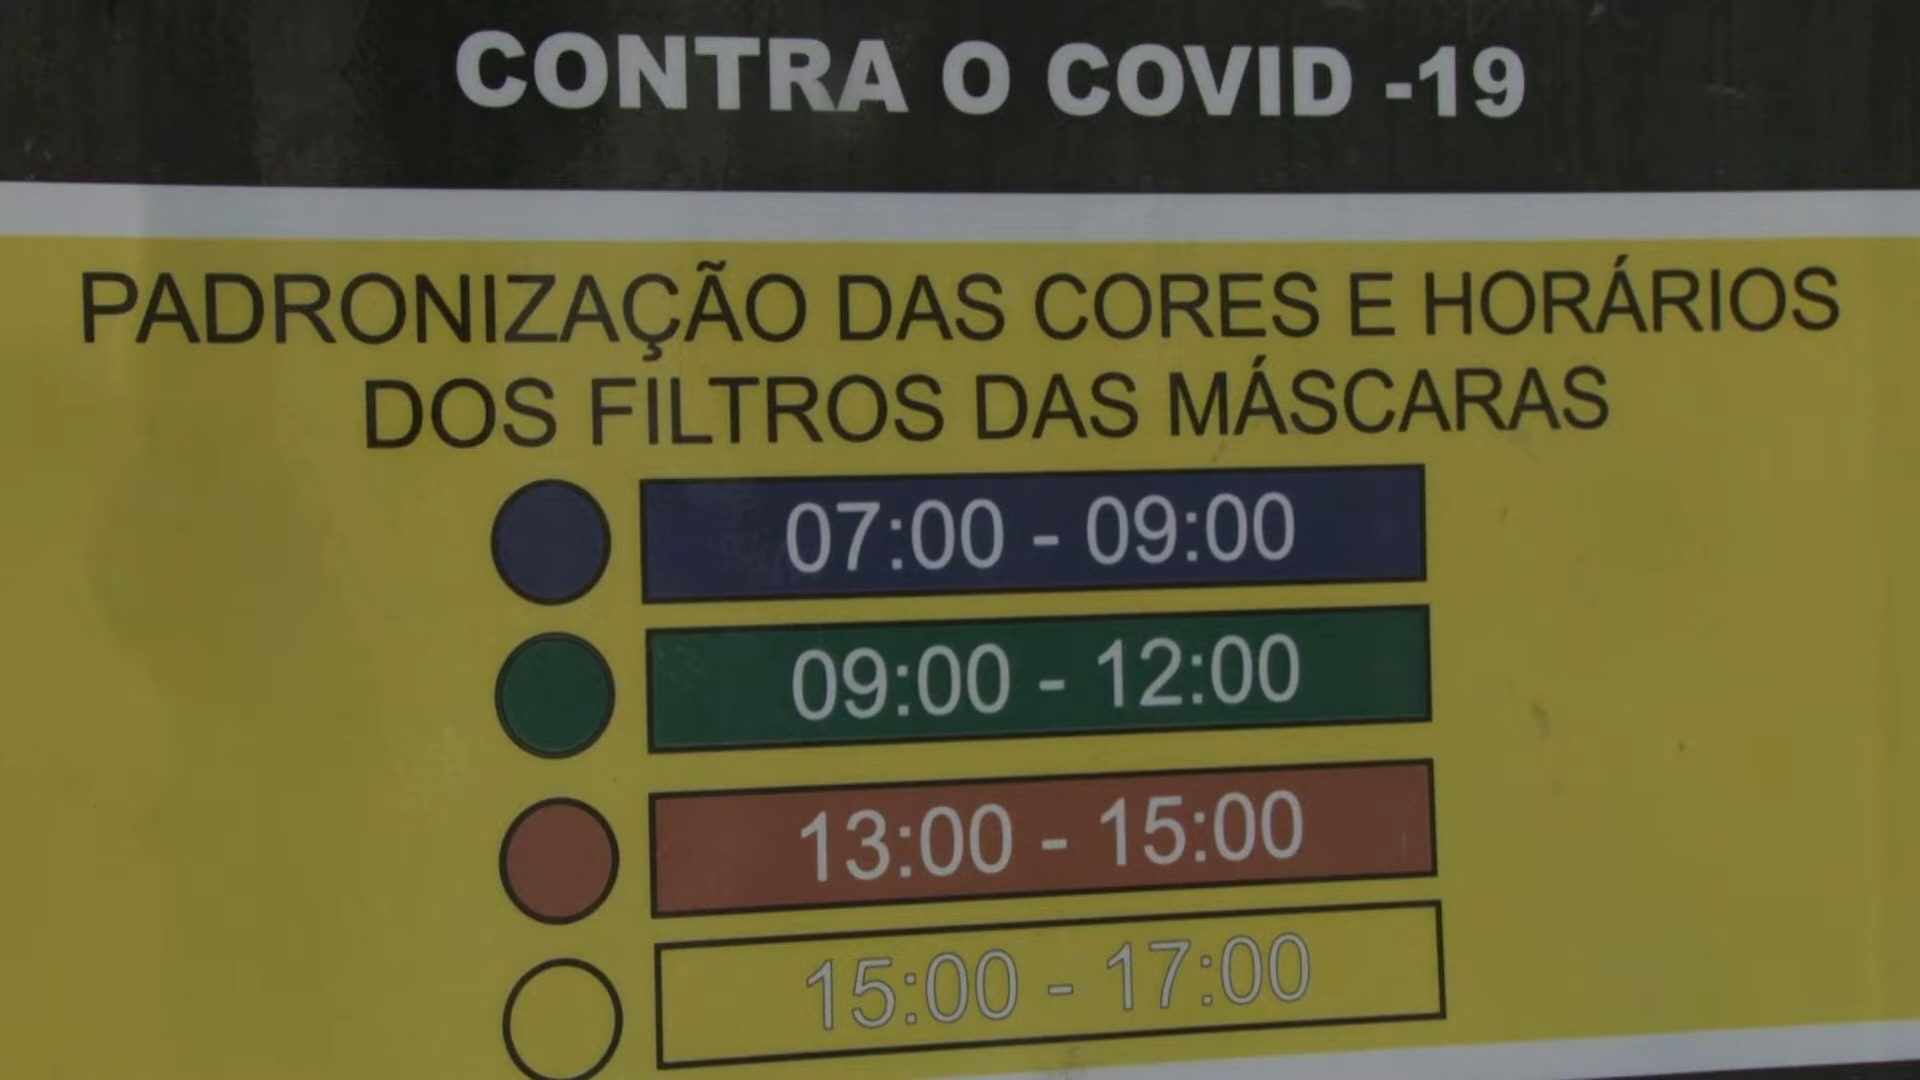 CONTRA O COVID -19
PADRONIZAÇÃO DAS CORES E HORÁRIOS
DOS FILTROS DAS MÁSCARAS
07:00 - 09:00
09:00 - 12:00
13:00 - 15:00
15:00 - 17:00